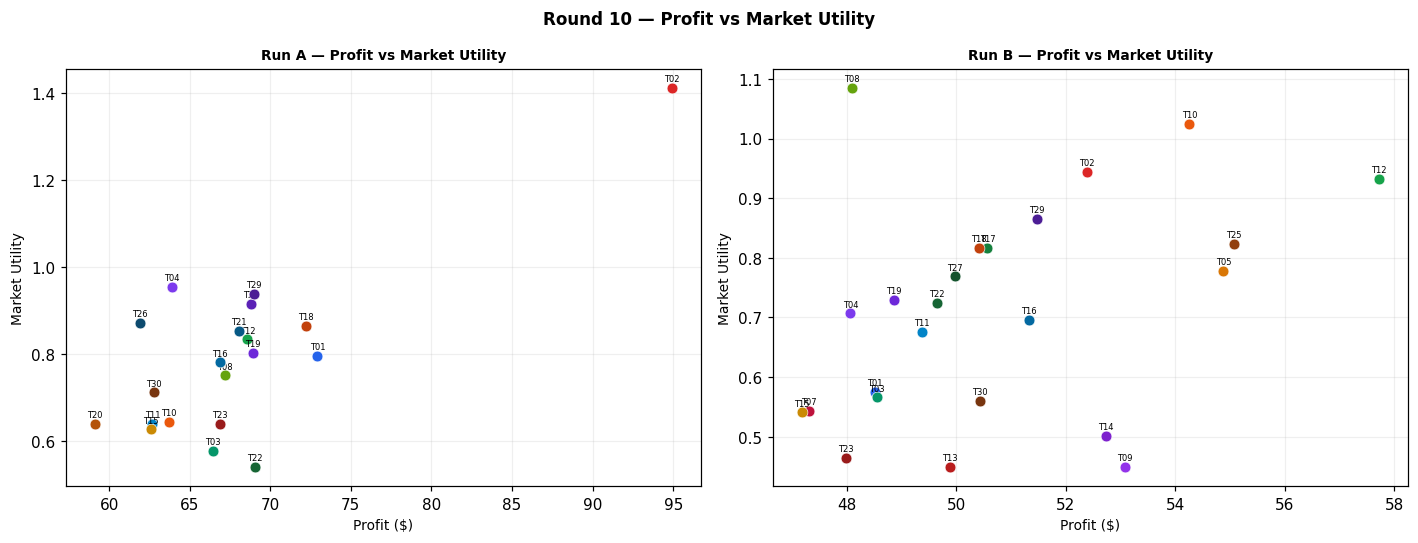 Round 10 — Profit vs Market Utility
Run A — Profit vs Market Utility
Market Utility
1.4
1.2
1.0
0.8
0.6
T02
T04
T29
T26
T18
T21
T01
T19
T16
T30
T20
T11
T10
T23
T03
T22
60
65
70
75
80
85
90
95
Profit ($)
Run B — Profit vs Market Utility
Market Utility
1.1
1.0
0.9
0.8
0.7
0.6
0.5
T08
T10
T02
T12
T29
T25
T05
T27
T19
T22
T04
T16
T11
T01
T03
T30
T07
T14
T23
T13
T09
48
50
52
54
56
58
Profit ($)